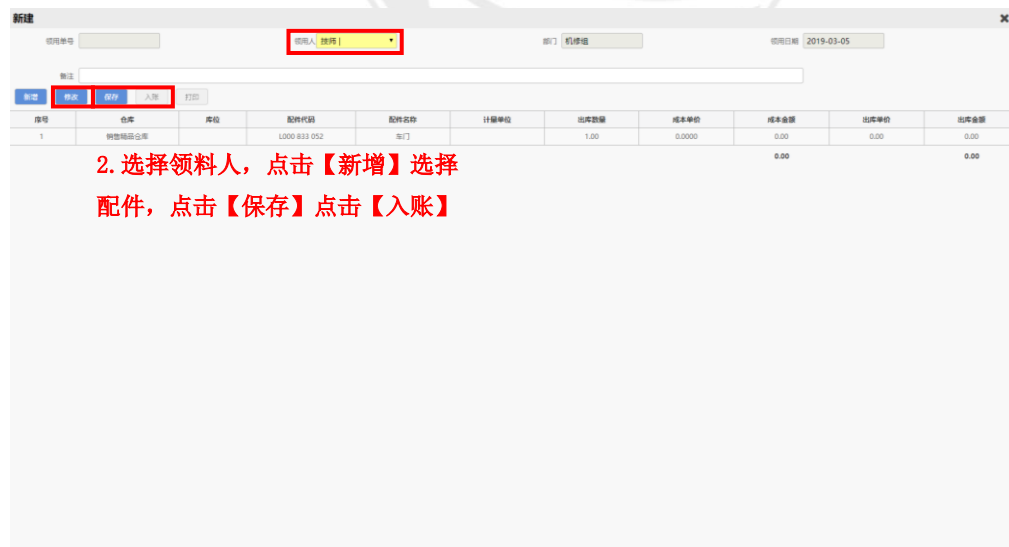 新建 ×
领用单号 领用人 技师| 部门 机修组 领用日期 2019-03-05
备注
新增 修改 保存 入账 打印
序号 仓库 库位 配件代码 配件名称 计量单位 出库数量 成本单价 成本金额 出库单价 出库金额
1 销售精品仓库 L000 833 052 车门 1.00 0.0000 0.00 0.00 0.00
0.00 0.00
2.选择领料人，点击【新增】选择
配件，点击【保存】点击【入账】